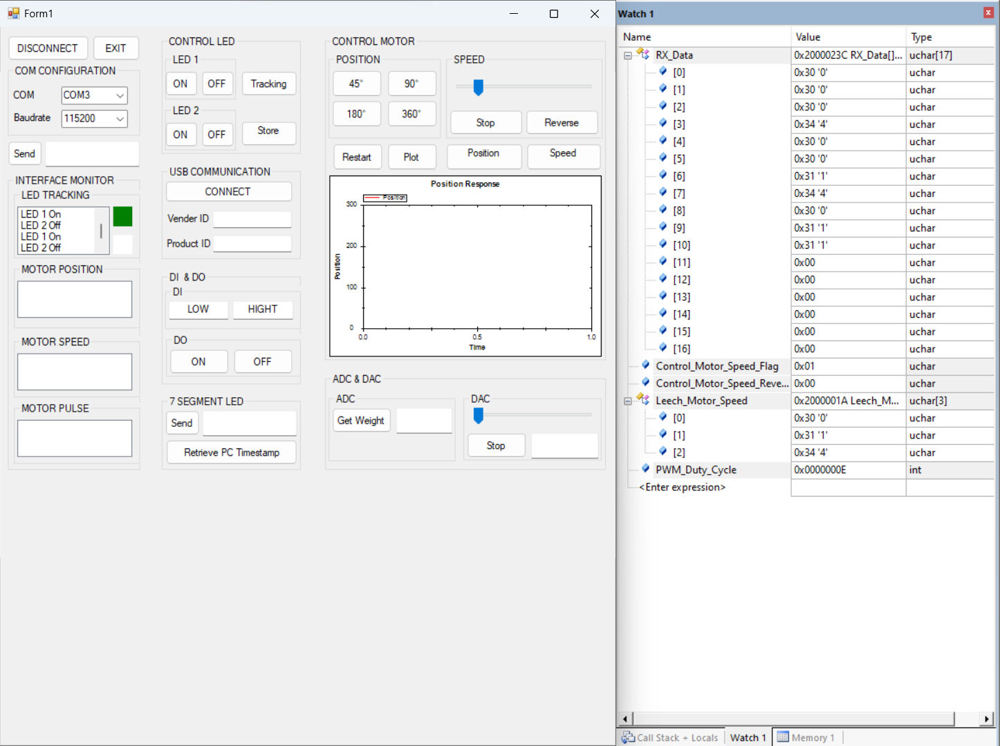 Form1
DISCONNECT
EXIT
COM CONFIGURATION
COM
COM3
Baudrate
115200
Send
INTERFACE MONITOR
LED TRACKING
LED 1 On
LED 2 Off
LED 1 On
LED 2 Off
MOTOR POSITION
MOTOR SPEED
MOTOR PULSE
CONTROL LED
LED 1
ON
OFF
Tracking
LED 2
ON
OFF
Store
USB COMMUNICATION
CONNECT
Vender ID
Product ID
DI & DO
DI
LOW
HIGHT
DO
ON
OFF
7 SEGMENT LED
Send
Retrieve PC Timestamp
CONTROL MOTOR
POSITION
45°
90°
180°
360°
SPEED
Stop
Reverse
Restart
Plot
Position
Speed
Position Response
Position
300
200
100
0
Position
0.0
0.5
1.0
Time
ADC & DAC
ADC
Get Weight
DAC
Stop
Watch 1
Name Value Type
RX_Data 0x2000023C RX_Data[]... uchar[17]
[0] 0x30 '0' uchar
[1] 0x30 '0' uchar
[2] 0x30 '0' uchar
[3] 0x34 '4' uchar
[4] 0x30 '0' uchar
[5] 0x30 '0' uchar
[6] 0x31 '1' uchar
[7] 0x34 '4' uchar
[8] 0x30 '0' uchar
[9] 0x31 '1' uchar
[10] 0x31 '1' uchar
[11] 0x00 uchar
[12] 0x00 uchar
[13] 0x00 uchar
[14] 0x00 uchar
[15] 0x00 uchar
[16] 0x00 uchar
Control_Motor_Speed_Flag 0x01 uchar
Control_Motor_Speed_Reve... 0x00 uchar
Leech_Motor_Speed 0x2000001A Leech_M... uchar[3]
[0] 0x30 '0' uchar
[1] 0x31 '1' uchar
[2] 0x34 '4' uchar
PWM_Duty_Cycle 0x0000000E int
<Enter expression>
Call Stack + Locals
Watch 1
Memory 1